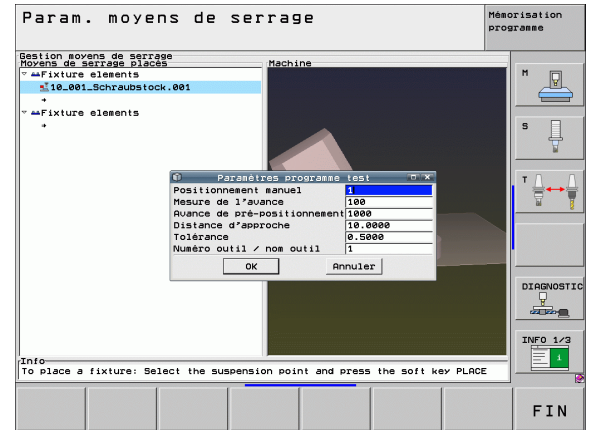 Param. moyens de serrage
Mémorisation
programme
Gestion moyens de serrage
Moyens de serrage placés
Machine
Fixture elements
10_001_Schraubstock.001
Fixture elements
Paramètres programme test
Positionnement manuel 1
Mesure de l'avance 100
Avance de pré-positionnement 1000
Distance d'approche 10.0000
Tolérance 0.5000
Numéro outil / nom outil 1
OK
Annuler
M
S
T
DIAGNOSTIC
INFO 1/3
Info
To place a fixture: Select the suspension point and press the soft key PLACE
FIN